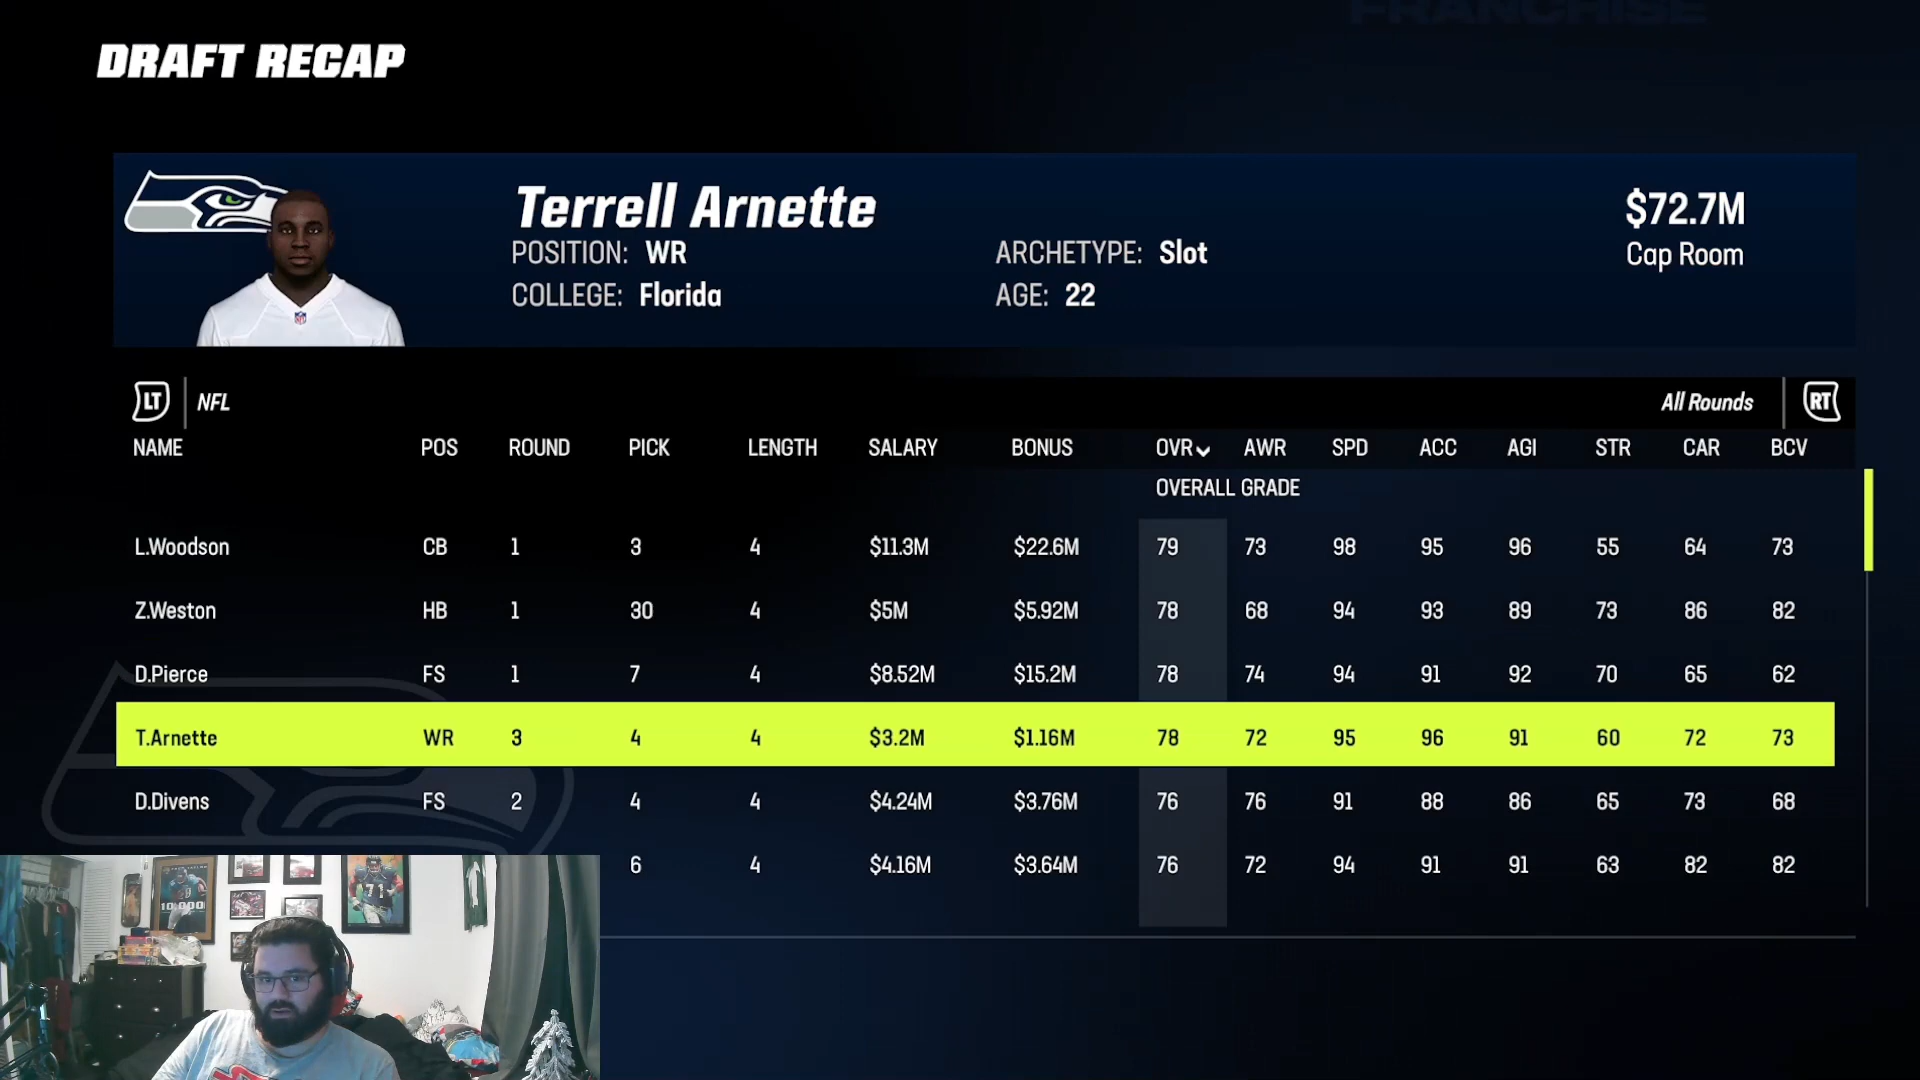 FRANCHISE
DRAFT RECAP
Terrell Arnette
POSITION: WR
COLLEGE: Florida
ARCHETYPE: Slot
AGE: 22
$72.7M
Cap Room
LT NFL All Rounds RT
NAME POS ROUND PICK LENGTH SALARY BONUS OVR AWR SPD ACC AGI STR CAR BCV
OVERALL GRADE
L.Woodson CB 1 3 4 $11.3M $22.6M 79 73 98 95 96 55 64 73
Z.Weston HB 1 30 4 $5M $5.92M 78 68 94 93 89 73 86 82
D.Pierce FS 1 7 4 $8.52M $15.2M 78 74 94 91 92 70 65 62
T.Arnette WR 3 4 4 $3.2M $1.16M 78 72 95 96 91 60 72 73
D.Divens FS 2 4 4 $4.24M $3.76M 76 76 91 88 86 65 73 68
6 4 $4.16M $3.64M 76 72 94 91 91 63 82 82
10,000
71